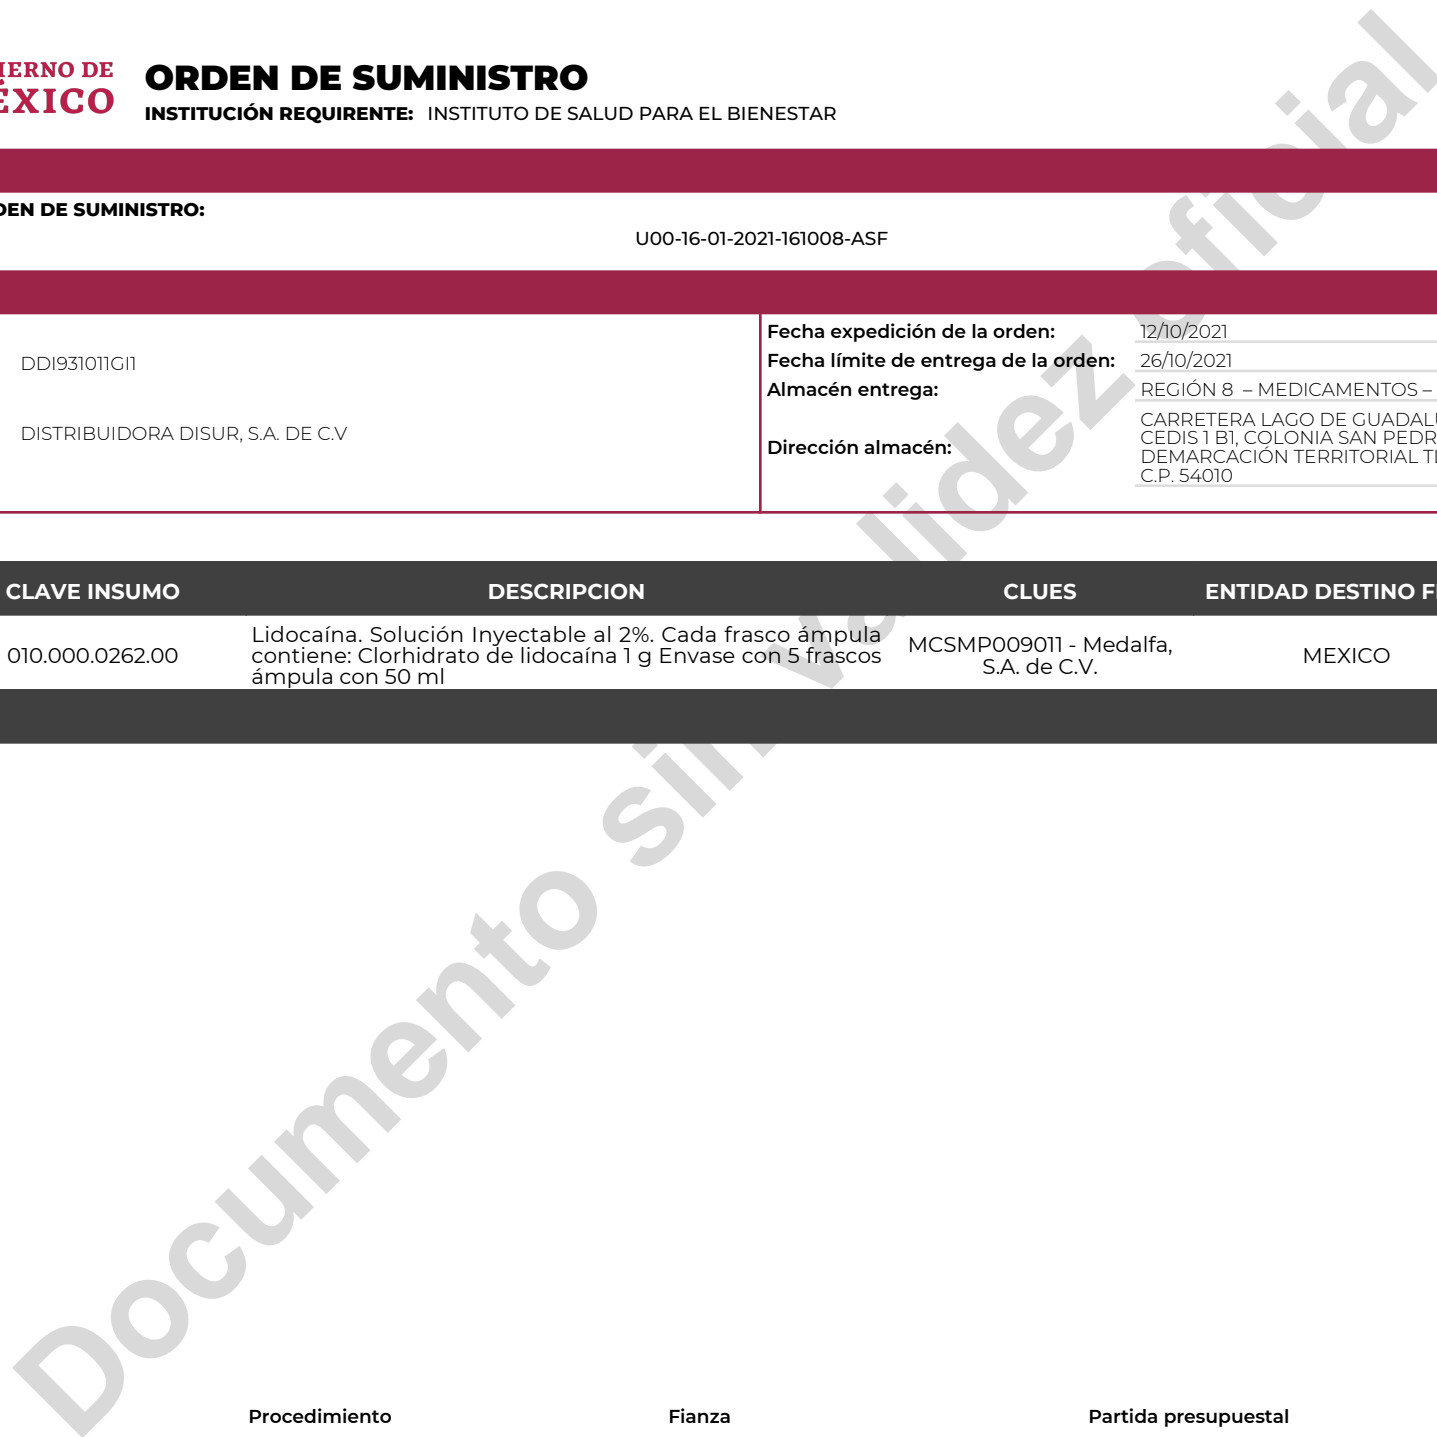 IERNO DE
ÉXICO
ORDEN DE SUMINISTRO
INSTITUCIÓN REQUIRENTE: INSTITUTO DE SALUD PARA EL BIENESTAR
DEN DE SUMINISTRO:
U00-16-01-2021-161008-ASF
DDI931011GI1
DISTRIBUIDORA DISUR, S.A. DE C.V
Fecha expedición de la orden: 12/10/2021
Fecha límite de entrega de la orden: 26/10/2021
Almacén entrega: REGIÓN 8 – MEDICAMENTOS –
Dirección almacén: CARRETERA LAGO DE GUADALU
CEDIS 1 B1, COLONIA SAN PEDR
DEMARCACIÓN TERRITORIAL TL
C.P. 54010
CLAVE INSUMO DESCRIPCION CLUES ENTIDAD DESTINO FI
010.000.0262.00
Lidocaína. Solución Inyectable al 2%. Cada frasco ámpula
contiene: Clorhidrato de lidocaína 1 g Envase con 5 frascos
ámpula con 50 ml
MCSMP009011 - Medalfa,
S.A. de C.V.
MEXICO
Documento sin validez oficial
Procedimiento Fianza Partida presupuestal